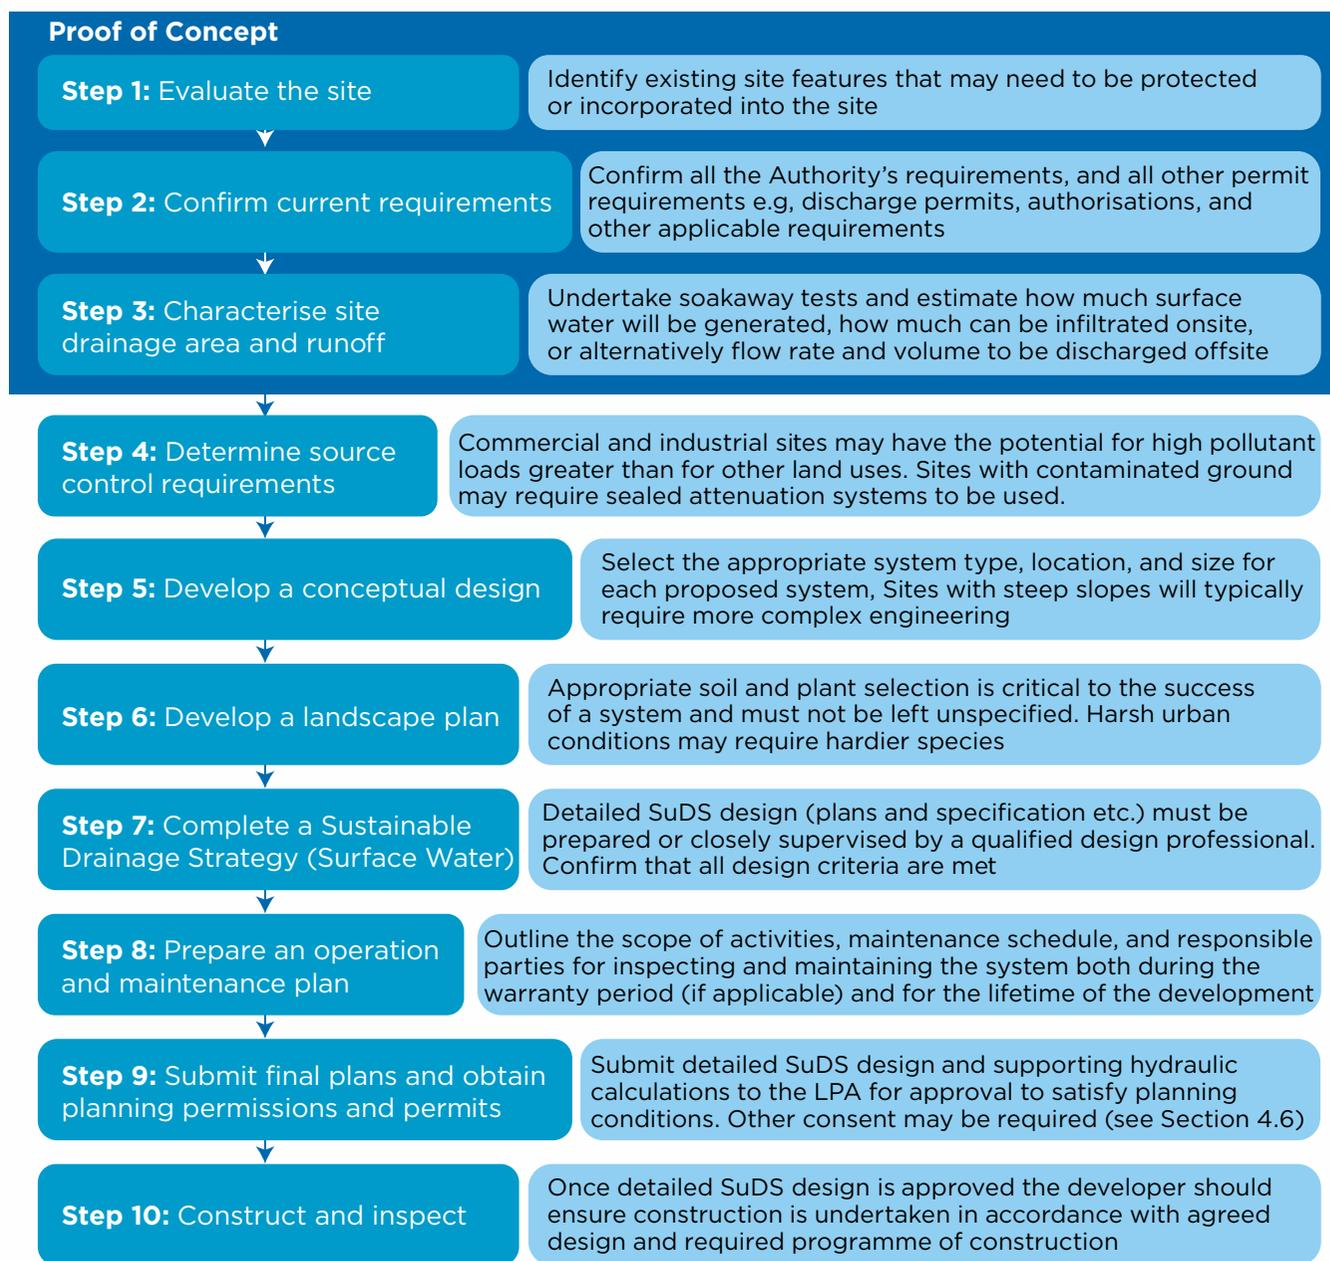 Proof of Concept
Step 1: Evaluate the site
Identify existing site features that may need to be protected
or incorporated into the site
Step 2: Confirm current requirements
Confirm all the Authority's requirements, and all other permit
requirements e.g, discharge permits, authorisations, and
other applicable requirements
Step 3: Characterise site
drainage area and runoff
Undertake soakaway tests and estimate how much surface
water will be generated, how much can be infiltrated onsite,
or alternatively flow rate and volume to be discharged offsite
Step 4: Determine source
control requirements
Commercial and industrial sites may have the potential for high pollutant
loads greater than for other land uses. Sites with contaminated ground
may require sealed attenuation systems to be used.
Step 5: Develop a conceptual design
Select the appropriate system type, location, and size for
each proposed system, Sites with steep slopes will typically
require more complex engineering
Step 6: Develop a landscape plan
Appropriate soil and plant selection is critical to the success
of a system and must not be left unspecified. Harsh urban
conditions may require hardier species
Step 7: Complete a Sustainable
Drainage Strategy (Surface Water)
Detailed SuDS design (plans and specification etc.) must be
prepared or closely supervised by a qualified design professional.
Confirm that all design criteria are met
Step 8: Prepare an operation
and maintenance plan
Outline the scope of activities, maintenance schedule, and responsible
parties for inspecting and maintaining the system both during the
warranty period (if applicable) and for the lifetime of the development
Step 9: Submit final plans and obtain
planning permissions and permits
Submit detailed SuDS design and supporting hydraulic
calculations to the LPA for approval to satisfy planning
conditions. Other consent may be required (see Section 4.6)
Step 10: Construct and inspect
Once detailed SuDS design is approved the developer should
ensure construction is undertaken in accordance with agreed
design and required programme of construction